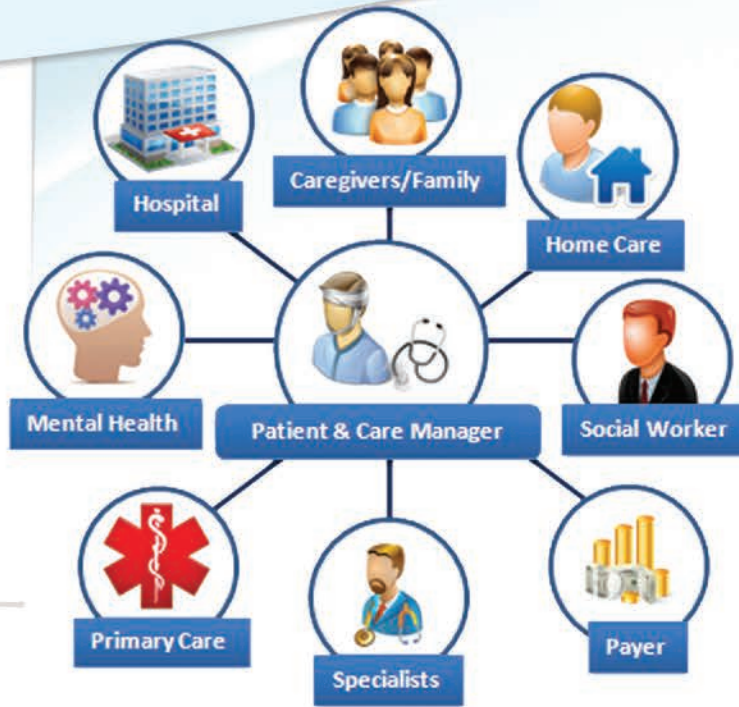 Hospital
Caregivers/Family
Home Care
Mental Health
Patient & Care Manager
Social Worker
Primary Care
Specialists
Payer